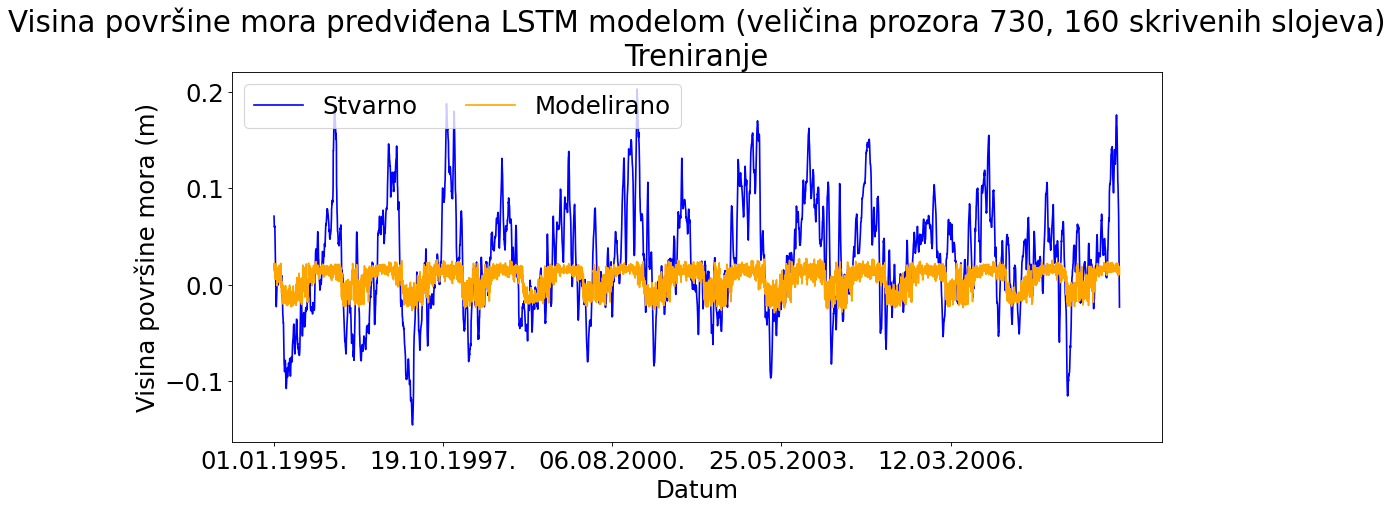 Visina površine mora predviđena LSTM modelom (veličina prozora 730, 160 skrivenih slojeva)
Treniranje
Stvarno
Modelirano
Visina površine mora (m)
0.2
0.1
0.0
−0.1
01.01.1995.
19.10.1997.
06.08.2000.
25.05.2003.
12.03.2006.
Datum